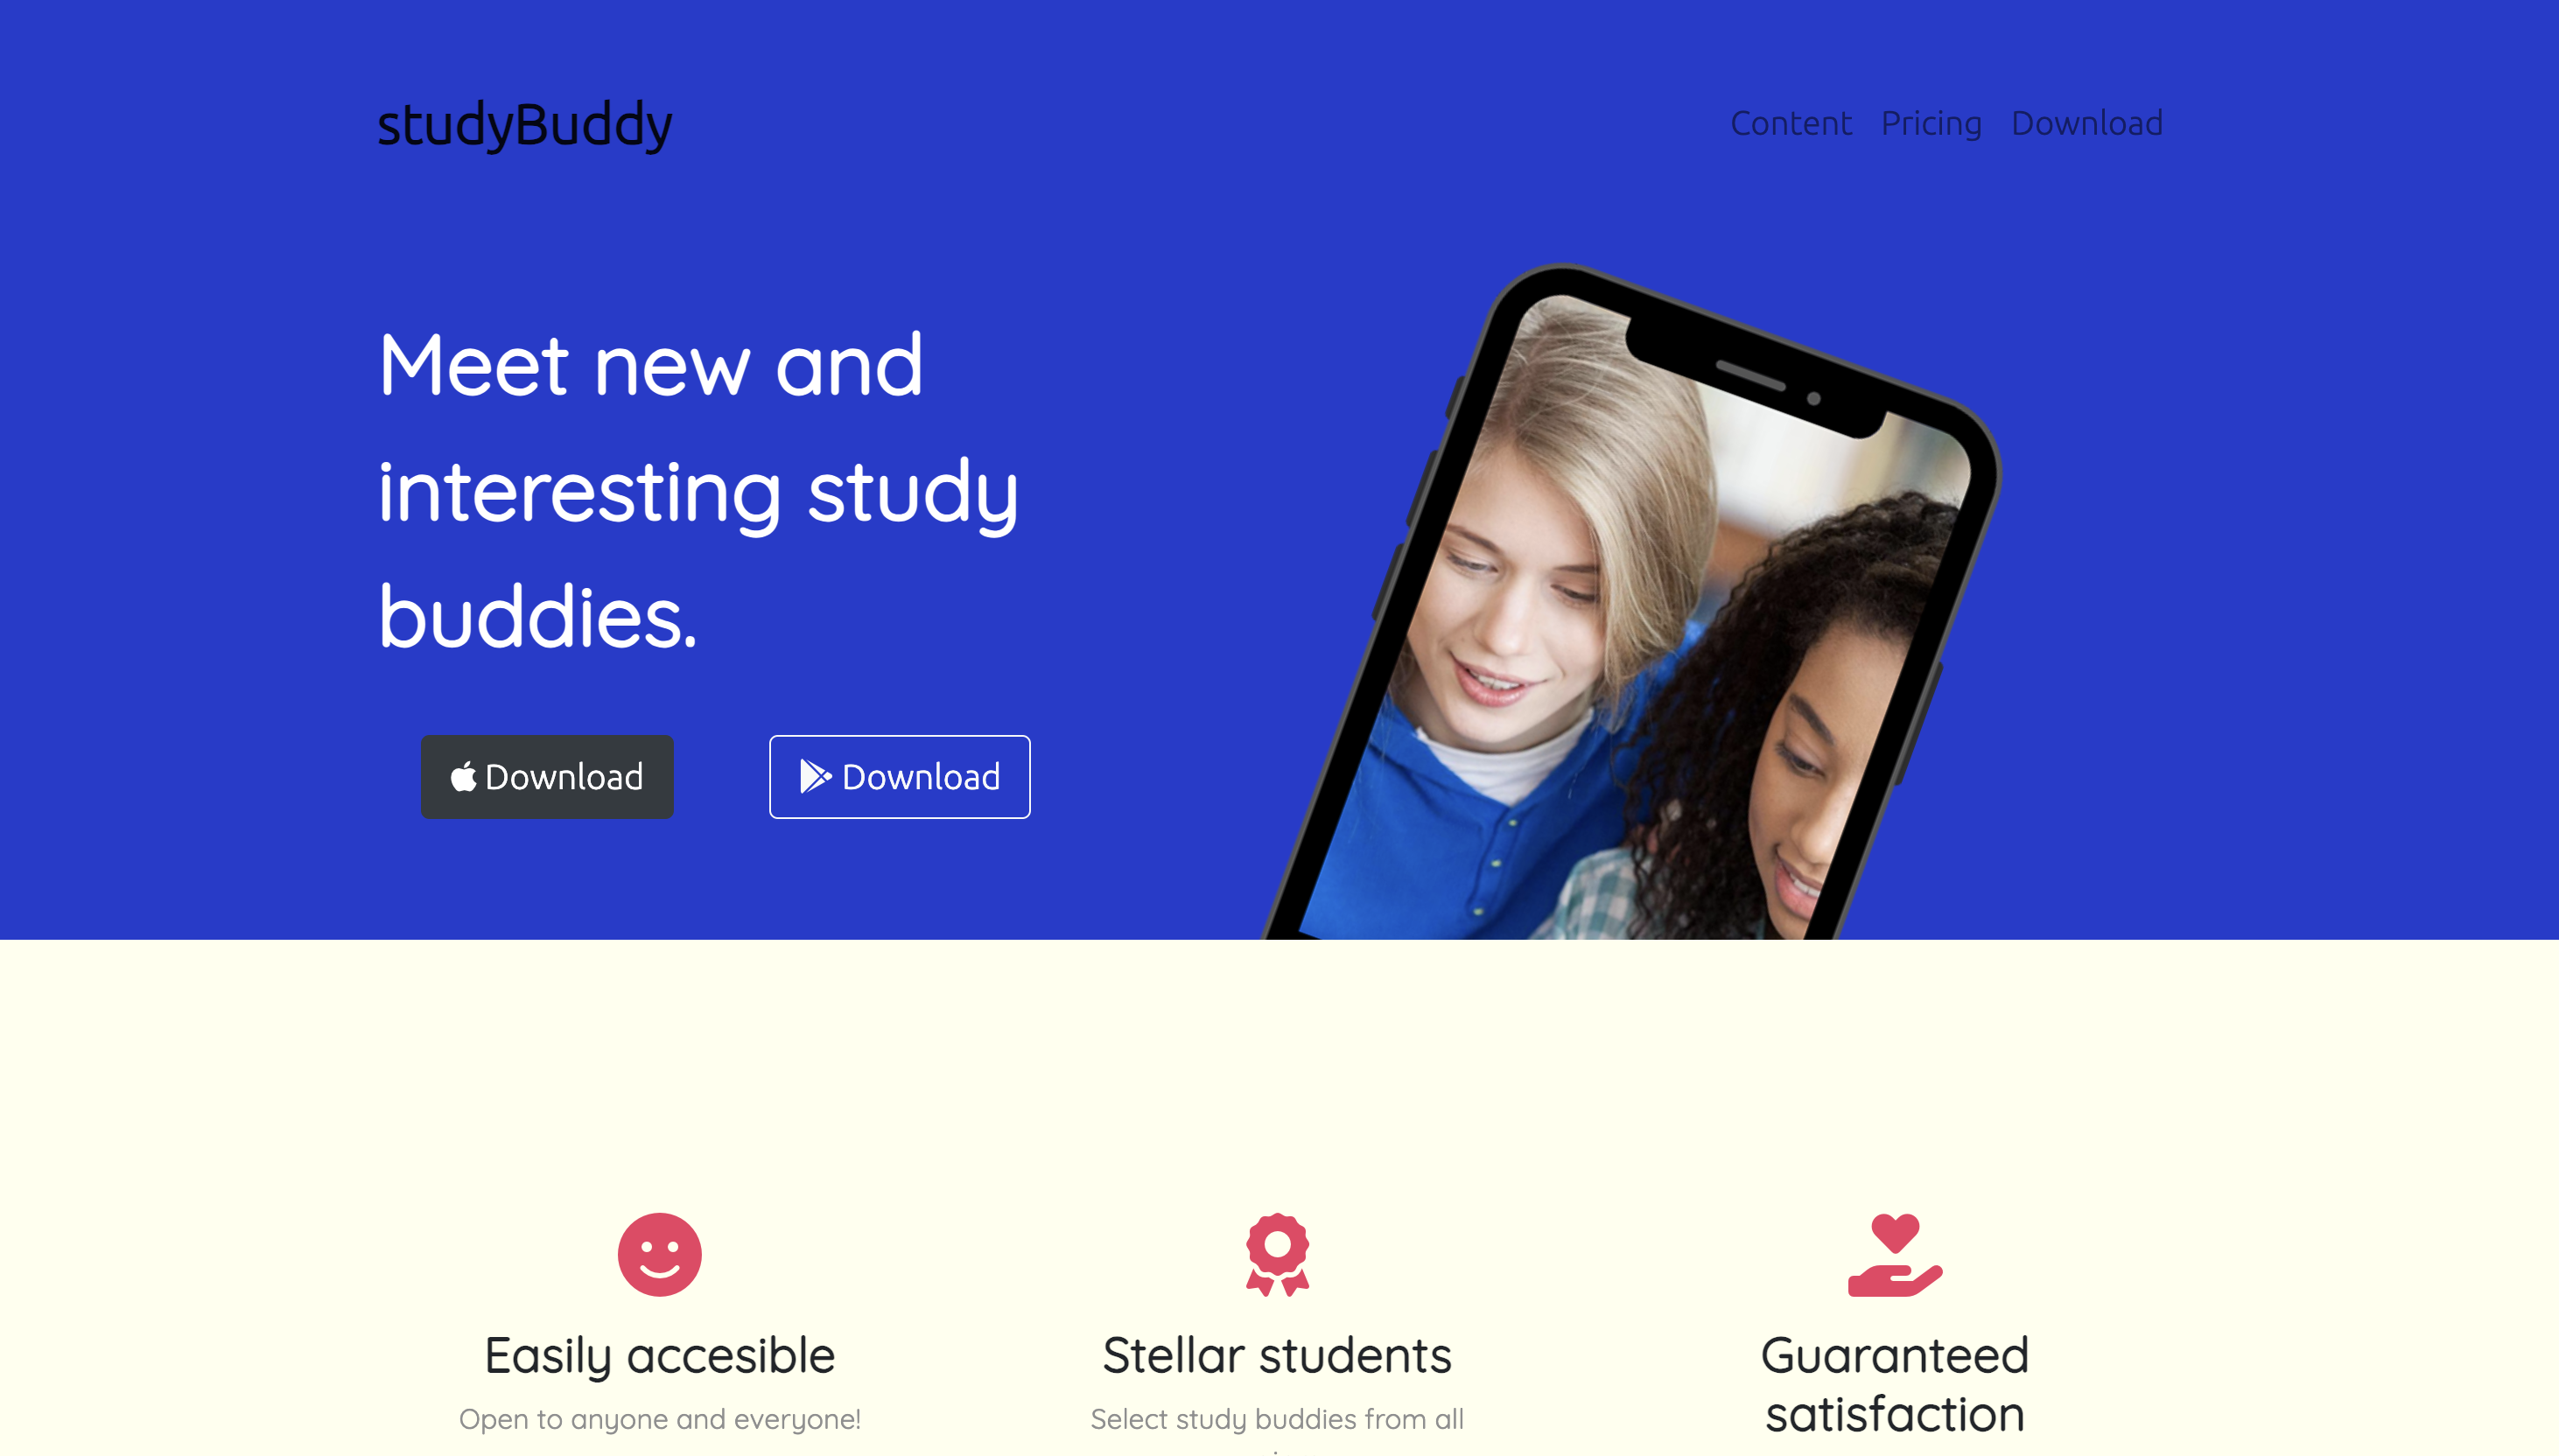 studyBuddy
Content Pricing Download
Meet new and
interesting study
buddies.
Download
Download
Easily accesible
Open to anyone and everyone!
Stellar students
Select study buddies from all
Guaranteed
satisfaction